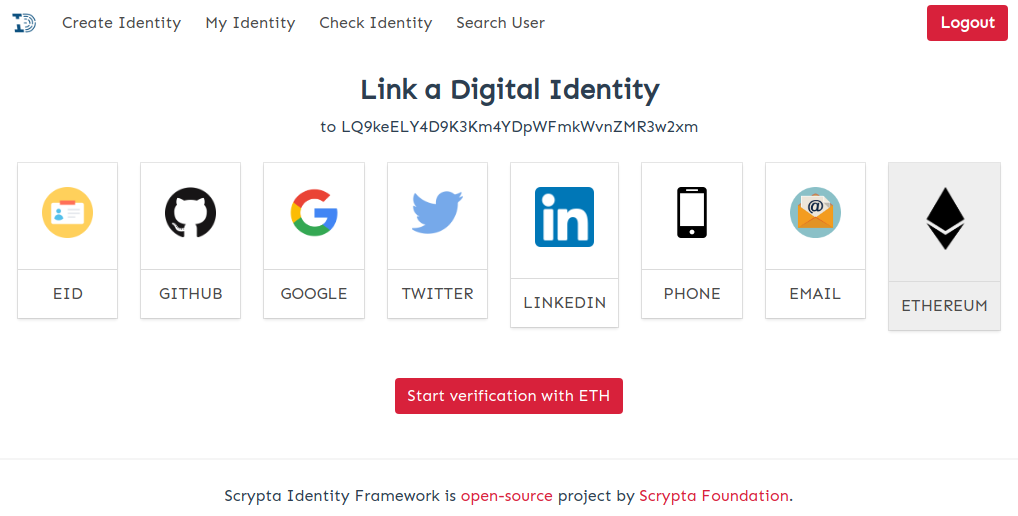 ID Create Identity My Identity Check Identity Search User Logout
Link a Digital Identity
to LQ9keELY4D9K3Km4YDpWFmkWvnZMR3w2xm
in
@
EID GITHUB GOOGLE TWITTER LINKEDIN PHONE EMAIL ETHEREUM
Start verification with ETH
Scrypta Identity Framework is open-source project by Scrypta Foundation.